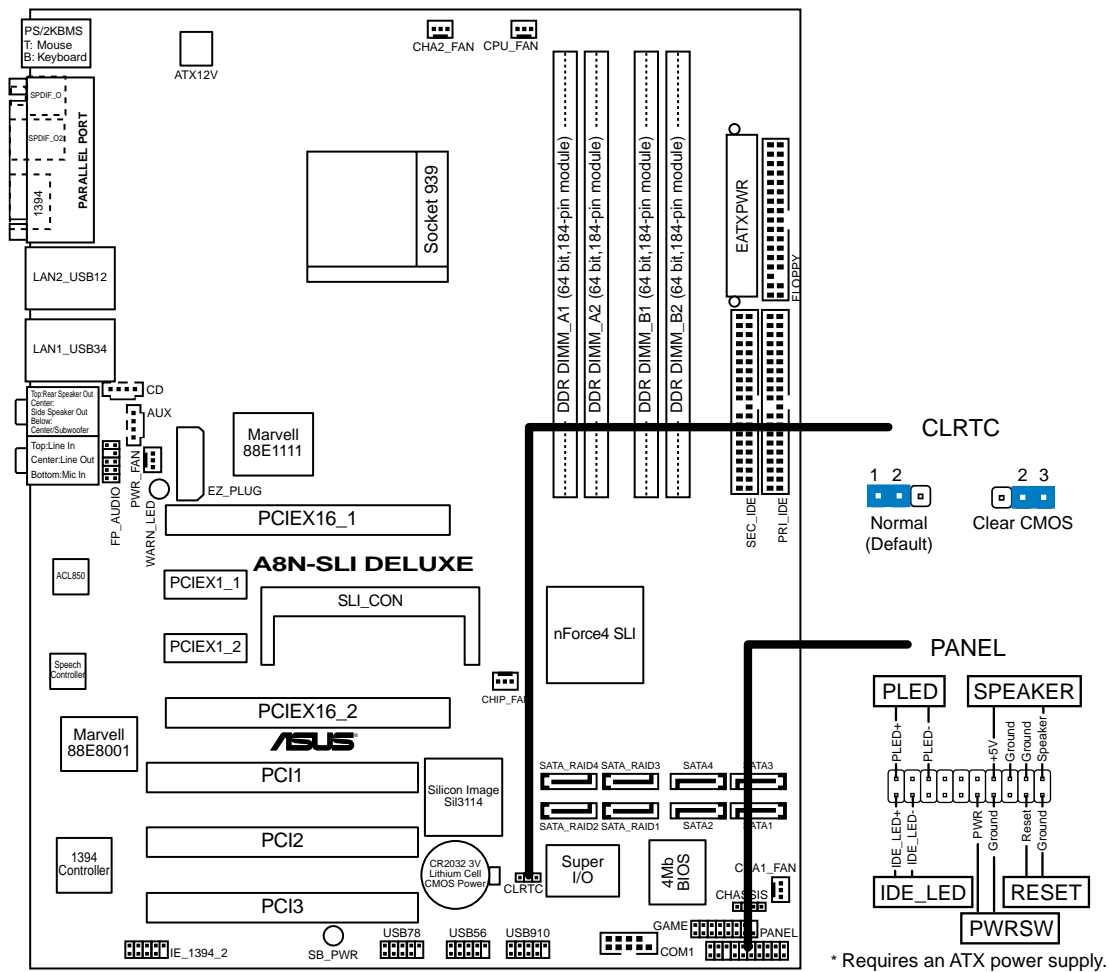 PS/2KBMS
T: Mouse
B: Keyboard
ATX12V
CHA2_FAN
CPU_FAN
SPDIF_O
SPDIF_O2
1394
PARALLEL PORT
Socket 939
DDR DIMM_A1 (64 bit,184-pin module)
DDR DIMM_A2 (64 bit,184-pin module)
DDR DIMM_B1 (64 bit,184-pin module)
DDR DIMM_B2 (64 bit,184-pin module)
EATXPWR
FLOPPY
LAN2_USB12
LAN1_USB34
CD
AUX
Top:Rear Speaker Out
Center:
Side Speaker Out
Below:
Center/Subwoofer
Top:Line In
Center:Line Out
Bottom:Mic In
FP_AUDIO
PWR_FAN
WARN_LED
EZ_PLUG
Marvell
88E1111
SEC_IDE
PRI_IDE
CLRTC
1 2
2 3
Normal
(Default)
Clear CMOS
PCIEX16_1
A8N-SLI DELUXE
ACL850
PCIEX1_1
SLI_CON
PCIEX1_2
nForce4 SLI
Speech
Controller
CHIP_FAN
PCIEX16_2
ASUS
Marvell
88E8001
PCI1
Silicon Image
SiI3114
SATA_RAID4
SATA_RAID3
SATA4
SATA3
SATA_RAID2
SATA_RAID1
SATA2
SATA1
PCI2
1394
Controller
CR2032 3V
Lithium Cell
CMOS Power
CLRTC
Super
I/O
4Mb
BIOS
CHA1_FAN
CHASSIS
PCI3
GAME
PANEL
IE_1394_2
SB_PWR
USB78
USB56
USB910
COM1
PANEL
PLED
SPEAKER
PLED+
PLED-
+5V
Ground
Ground
Speaker
IDE_LED+
IDE_LED-
PWR
Ground
Reset
Ground
IDE_LED
RESET
PWRSW
* Requires an ATX power supply.